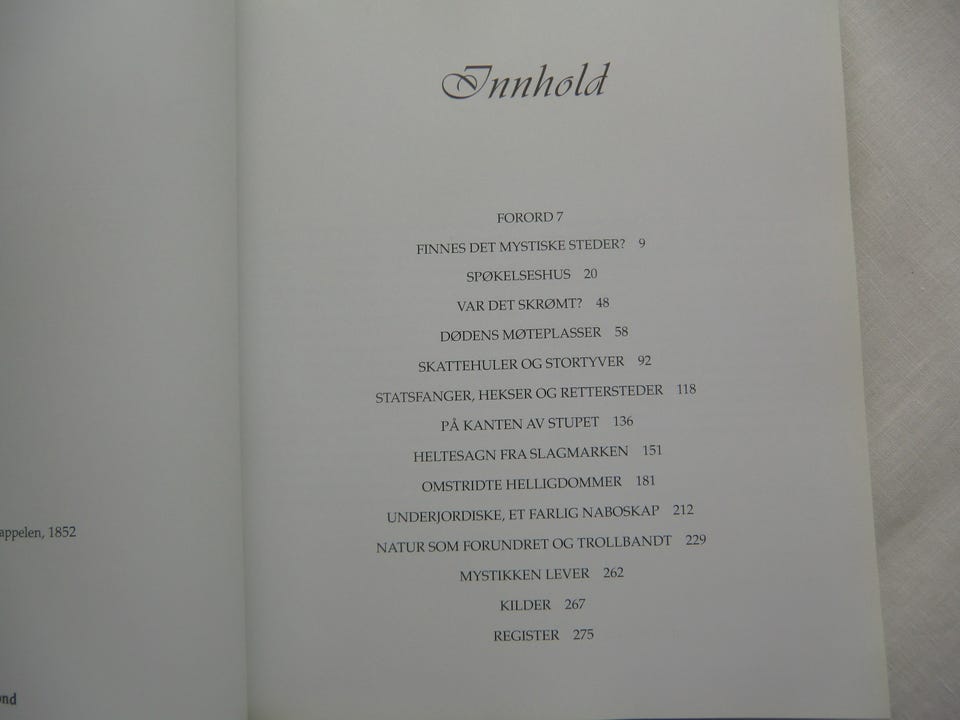 Innhold
FORORD 7
FINNES DET MYSTISKE STEDER? 9
SPØKELSESHUS 20
VAR DET SKRØMT? 48
DØDENS MØTEPLASSER 58
SKATTEHULER OG STORTYVER 92
STATSFANGER, HEKSER OG RETTERSTEDER 118
PÅ KANTEN AV STUPET 136
HELTESAGN FRA SLAGMARKEN 151
OMSTRIDTE HELLIGDOMMER 181
UNDERJORDISKE, ET FARLIG NABOSKAP 212
NATUR SOM FORUNDRET OG TROLLBANDT 229
MYSTIKKEN LEVER 262
KILDER 267
REGISTER 275
appelen, 1852